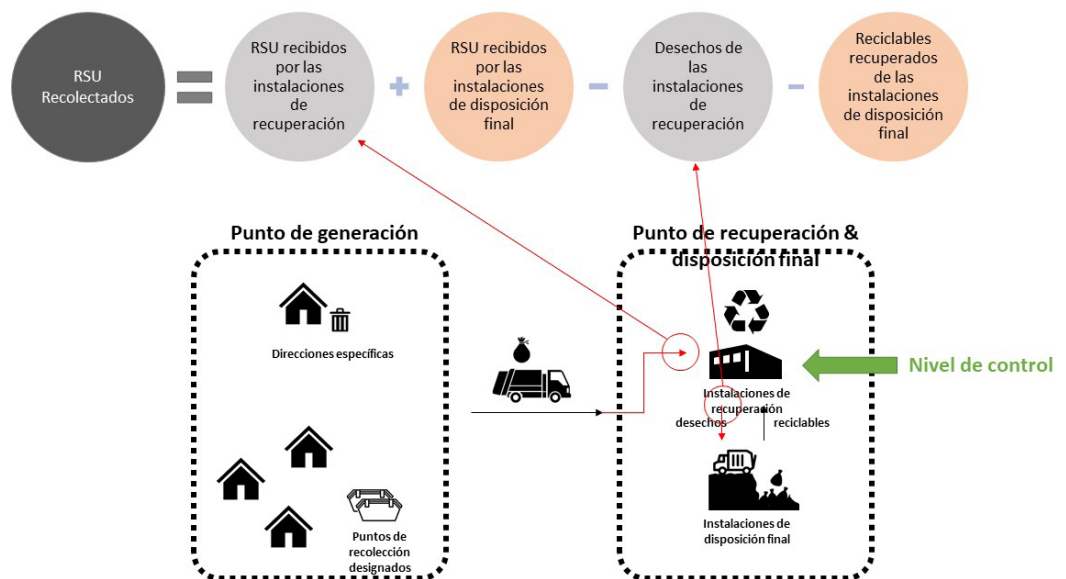 RSU
Recolectados
RSU recibidos
por las
instalaciones
de
recuperación
RSU recibidos
por las
instalaciones
de disposición
final
Desechos de
las
instalaciones
de
recuperación
Reciclables
recuperados
de las
instalaciones
de disposición
final
Punto de generación
Direcciones específicas
Puntos de
recolección
designados
Punto de recuperación &
disposición final
Instalaciones de
recuperación
desechos
reciclables
Instalaciones de
disposición final
Nivel de control